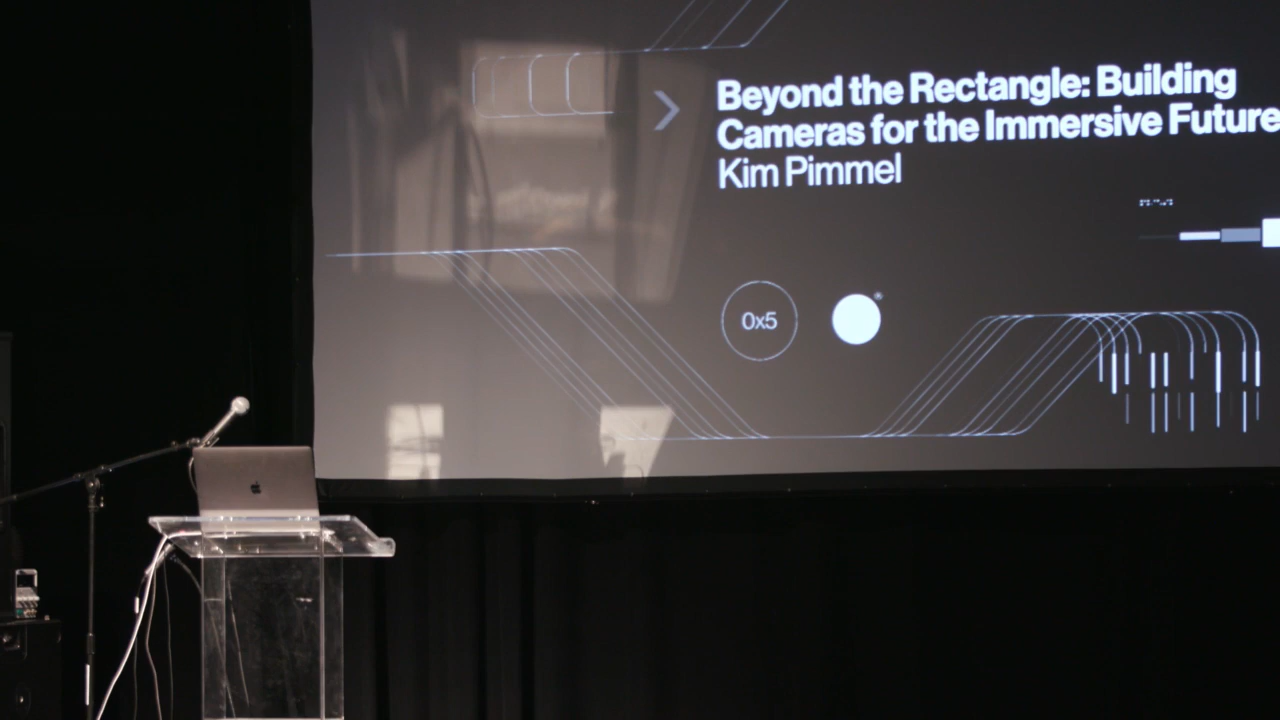 Beyond the Rectangle: Building
Cameras for the Immersive Future
Kim Pimmel
0x5